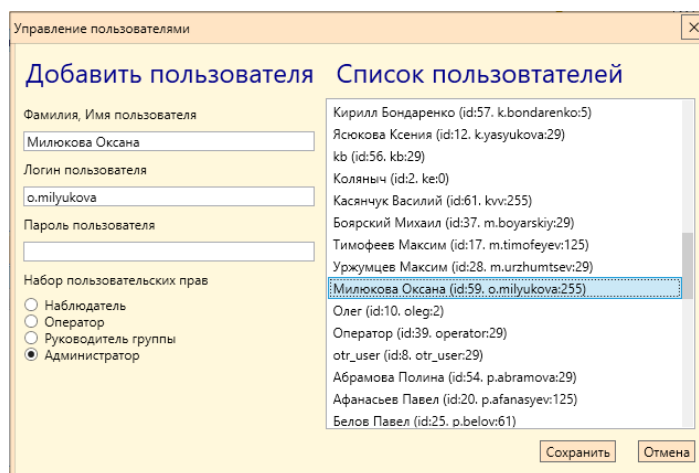 Управление пользователями
Добавить пользователя
Фамилия, Имя пользователя
Милюкова Оксана
Логин пользователя
o.milyukova
Пароль пользователя
Набор пользовательских прав
Наблюдатель
Оператор
Руководитель группы
Администратор
Список пользовтателей
Кирилл Бондаренко (id:57. k.bondarenko:5)
Ясюкова Ксения (id:12. k.yasyukova:29)
kb (id:56. kb:29)
Коляныч (id:2. ke:0)
Касянчук Василий (id:61. kvv:255)
Боярский Михаил (id:37. m.boyarskiy:29)
Тимофеев Максим (id:17. m.timofeyev:125)
Уржумцев Максим (id:28. m.urzhumtsev:29)
Милюкова Оксана (id:59. o.milyukova:255)
Олег (id:10. oleg:2)
Оператор (id:39. operator:29)
otr_user (id:8. otr_user:29)
Абрамова Полина (id:54. p.abramova:29)
Афанасьев Павел (id:20. p.afanasyev:125)
Белов Павел (id:25. p.belov:61)
Сохранить
Отмена